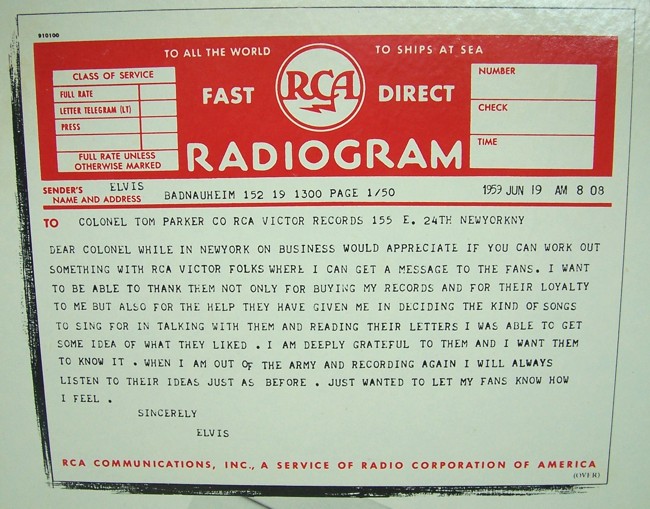 910100
TO ALL THE WORLD TO SHIPS AT SEA
CLASS OF SERVICE
FULL RATE
LETTER TELEGRAM (LT)
PRESS
FULL RATE UNLESS
OTHERWISE MARKED
FAST RCA DIRECT
RADIOGRAM
NUMBER
CHECK
TIME
SENDER'S
NAME AND ADDRESS
ELVIS
BADNAUHEIM 152 19 1300 PAGE 1/50 1959 JUN 19 AM 8 08
TO COLONEL TOM PARKER CO RCA VICTOR RECORDS 155 E. 24TH NEWYORKNY
DEAR COLONEL WHILE IN NEWYORK ON BUSINESS WOULD APPRECIATE IF YOU CAN WORK OUT
SOMETHING WITH RCA VICTOR FOLKS WHERE I CAN GET A MESSAGE TO THE FANS. I WANT
TO BE ABLE TO THANK THEM NOT ONLY FOR BUYING MY RECORDS AND FOR THEIR LOYALTY
TO ME BUT ALSO FOR THE HELP THEY HAVE GIVEN ME IN DECIDING THE KIND OF SONGS
TO SING FOR IN TALKING WITH THEM AND READING THEIR LETTERS I WAS ABLE TO GET
SOME IDEA OF WHAT THEY LIKED . I AM DEEPLY GRATEFUL TO THEM AND I WANT THEM
TO KNOW IT . WHEN I AM OUT OF THE ARMY AND RECORDING AGAIN I WILL ALWAYS
LISTEN TO THEIR IDEAS JUST AS BEFORE . JUST WANTED TO LET MY FANS KNOW HOW
I FEEL .
SINCERELY
ELVIS
RCA COMMUNICATIONS, INC., A SERVICE OF RADIO CORPORATION OF AMERICA
(OVER)